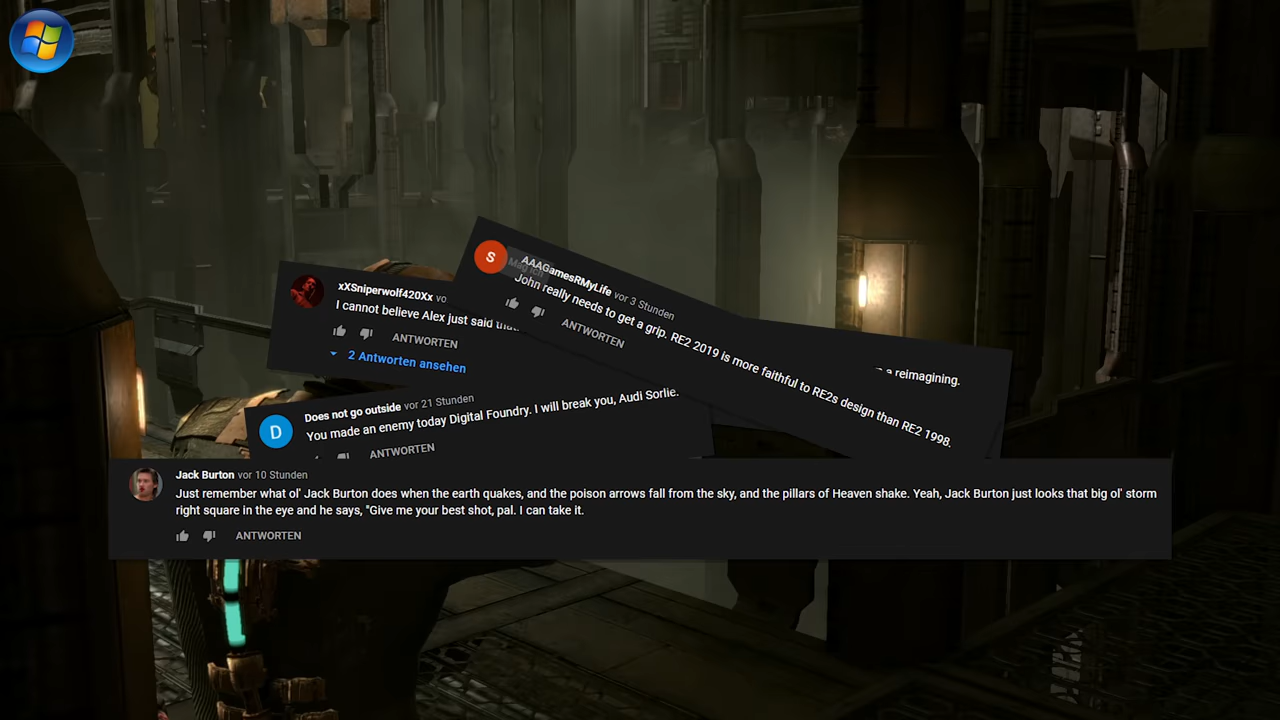 AAAGamesRMyLife vor 3 Stunden
John really needs to get a grip. RE2 2019 is more faithful to RE2s design than RE2 1998.
ANTWORTEN
xXSniperwolf420Xx vo
I cannot believe Alex just said
a reimagining.
ANTWORTEN
2 Antworten ansehen
Does not go outside vor 21 Stunden
You made an enemy today Digital Foundry. I will break you, Audi Sorlie.
ANTWORTEN
Jack Burton vor 10 Stunden
Just remember what ol' Jack Burton does when the earth quakes, and the poison arrows fall from the sky, and the pillars of Heaven shake. Yeah, Jack Burton just looks that big ol' storm
right square in the eye and he says, "Give me your best shot, pal. I can take it.
ANTWORTEN